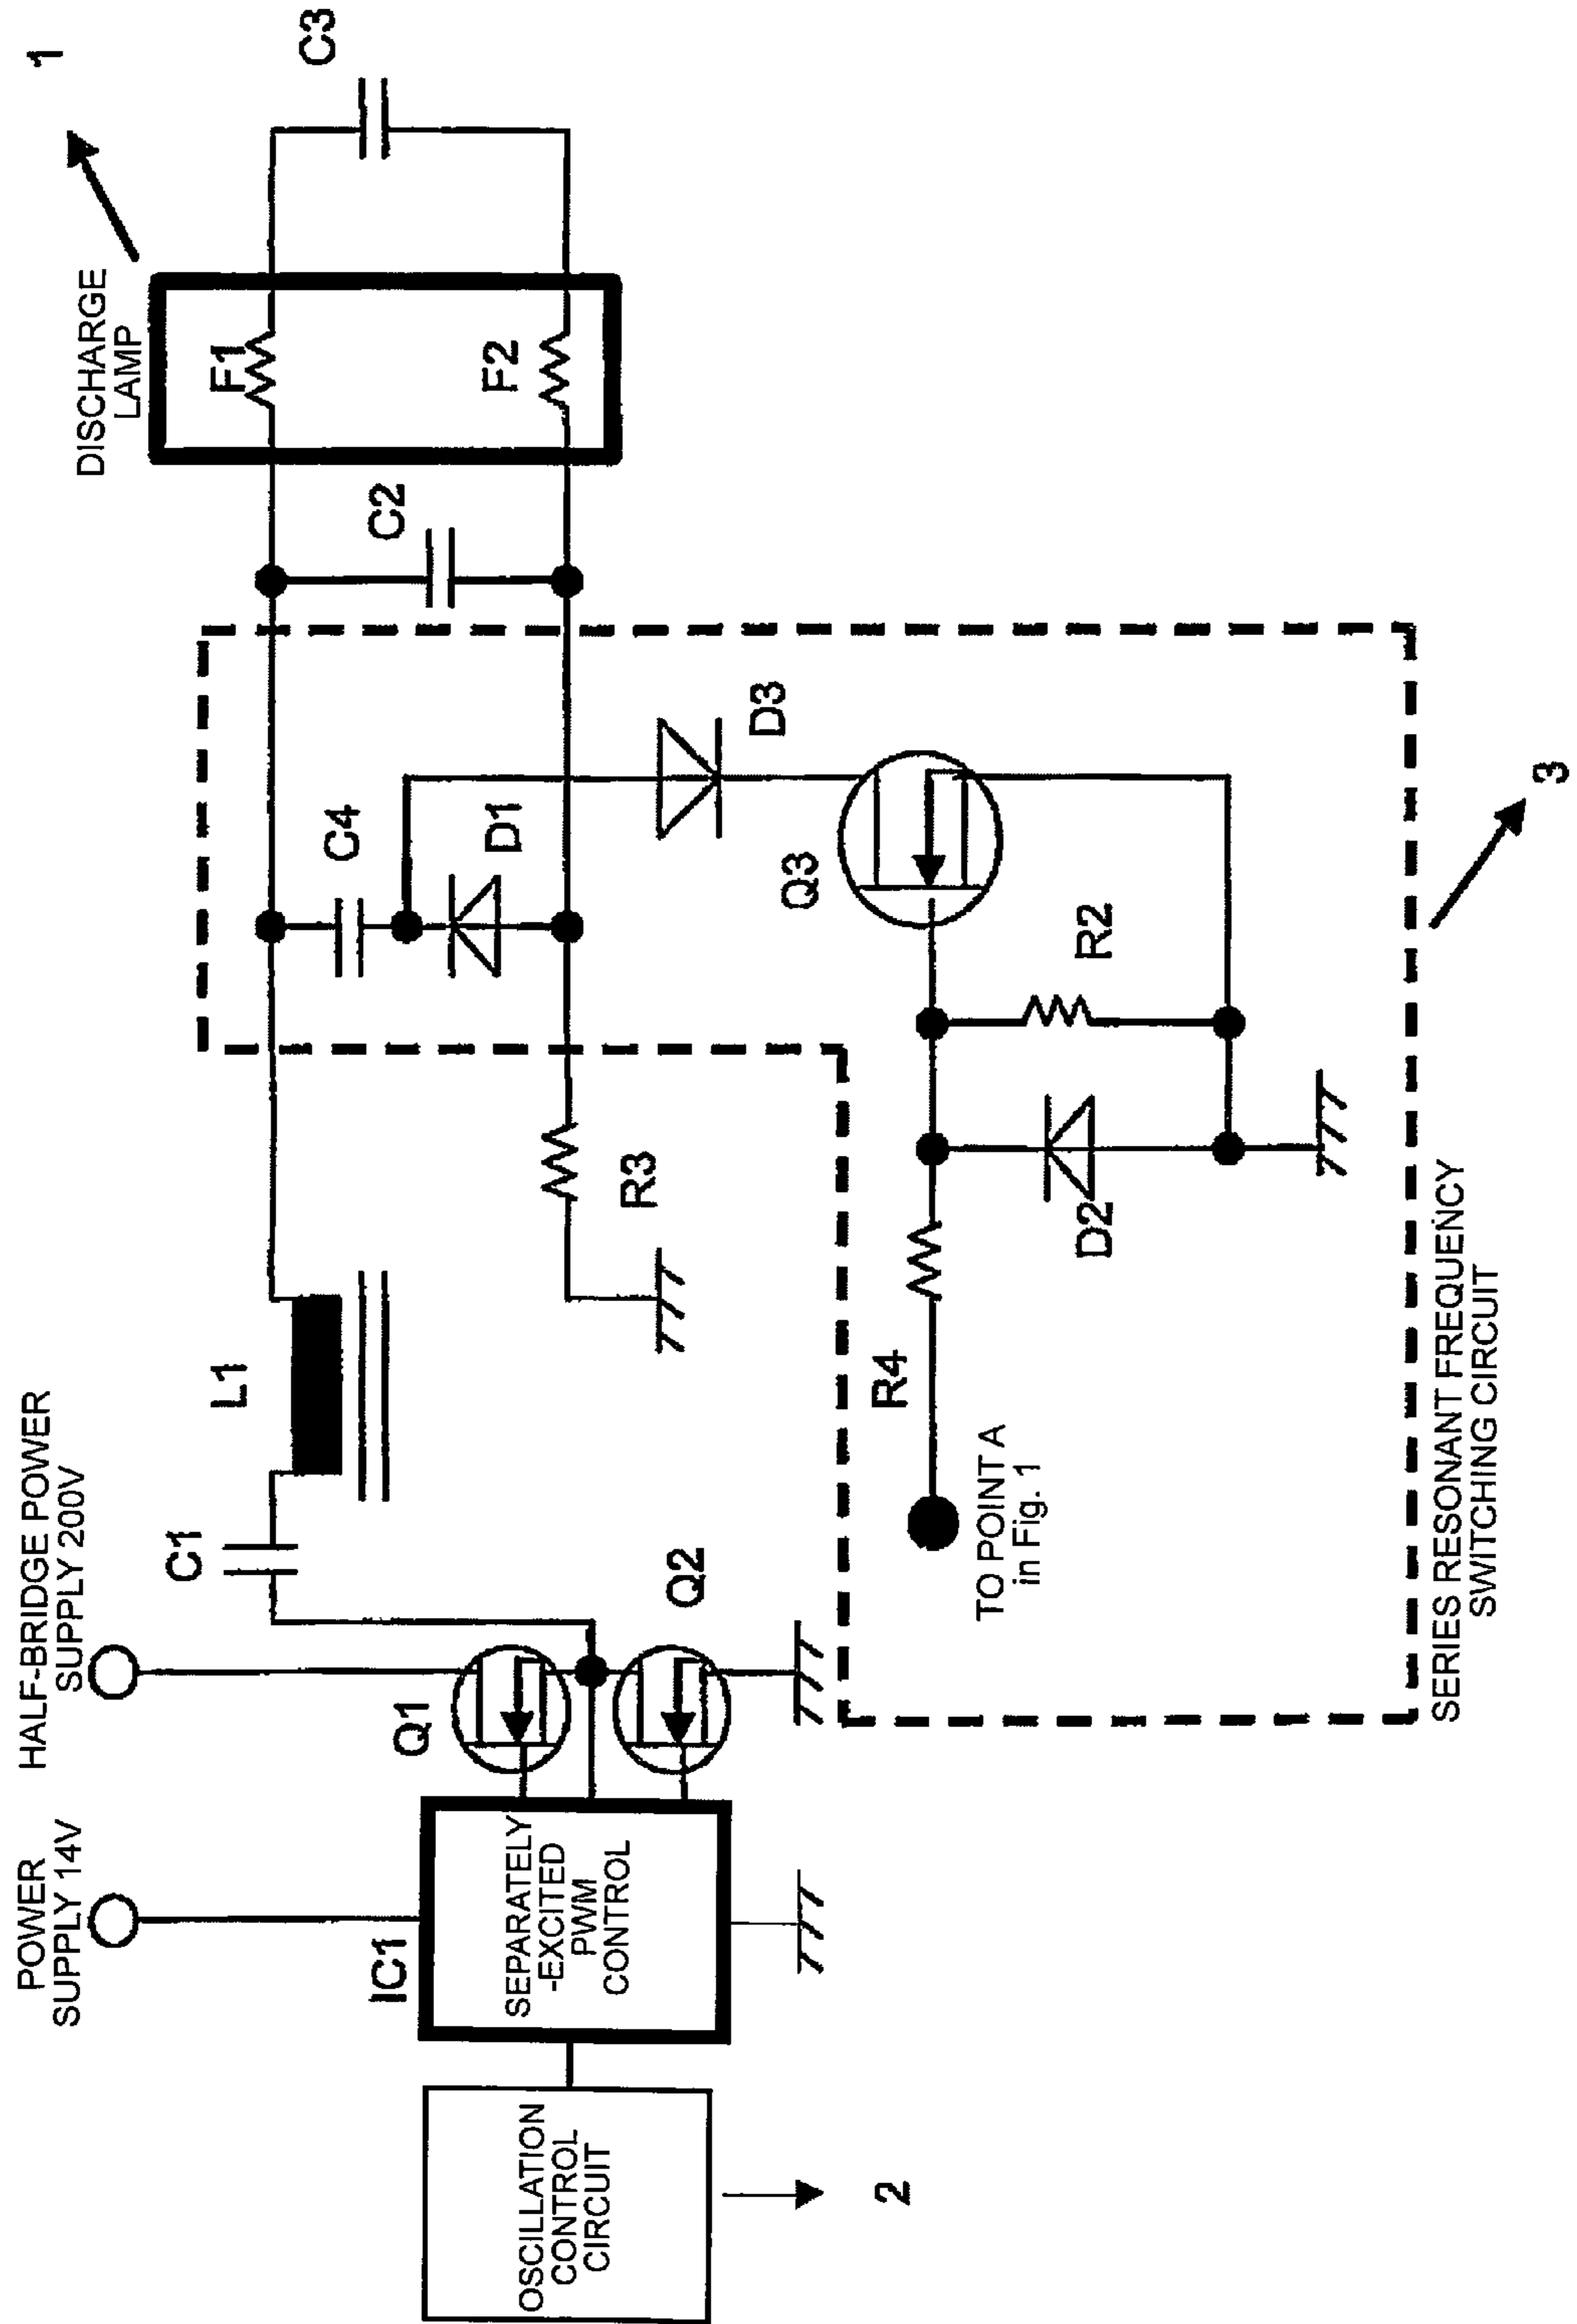 POWER
SUPPLY 14V
HALF-BRIDGE POWER
SUPPLY 200V
DISCHARGE
LAMP
1
C1
L1
F1
C3
C2
F2
C4
D1
IC1
Q1
SEPARATELY
-EXCITED
PWM
CONTROL
Q2
OSCILLATION
CONTROL
CIRCUIT
2
R3
D3
Q3
R4
TO POINT A
in Fig. 1
D2
R2
3
SERIES RESONANT FREQUENCY
SWITCHING CIRCUIT